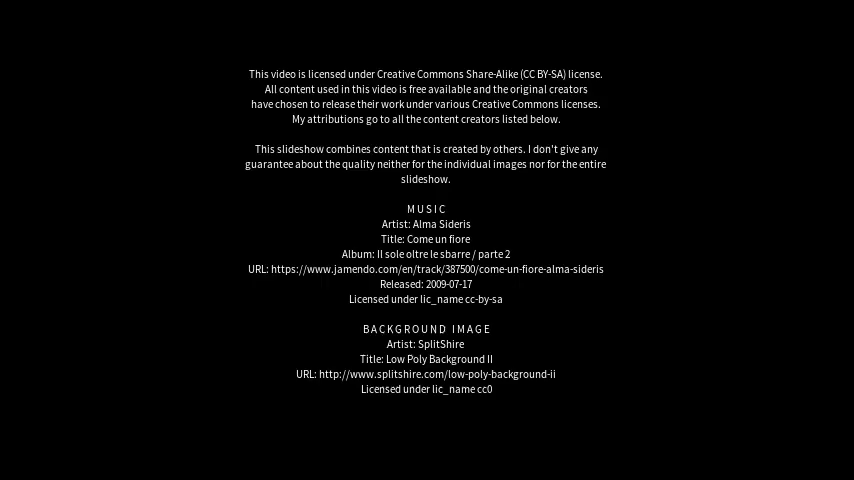 This video is licensed under Creative Commons Share-Alike (CC BY-SA) license.
All content used in this video is free available and the original creators
have chosen to release their work under various Creative Commons licenses.
My attributions go to all the content creators listed below.
This slideshow combines content that is created by others. I don't give any
guarantee about the quality neither for the individual images nor for the entire
slideshow.
MUSIC
Artist: Alma Sideris
Title: Come un fiore
Album: Il sole oltre le sbarre / parte 2
URL: https://www.jamendo.com/en/track/387500/come-un-fiore-alma-sideris
Released: 2009-07-17
Licensed under lic_name cc-by-sa
BACKGROUND IMAGE
Artist: SplitShire
Title: Low Poly Background II
URL: http://www.splitshire.com/low-poly-background-ii
Licensed under lic_name cc0